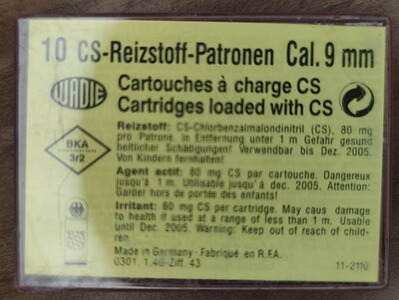 10 CS-Reizstoff-Patronen Cal. 9 mm
WADIE
Cartouches à charge CS
Cartridges loaded with CS
BKA
3r2
Reizstoff: CS-Chlorbenzalmalondinitril (CS), 80 mg
pro Patrone. In Entfernung unter 1 m Gefahr gesund
heitlicher Schädigungen! Verwendbar bis Dez. 2005.
Von Kindern fernhalten!
Agent actif: 80 mg CS par cartouche. Dangereux
jusqu'à 1 m. Utilisable jusqu'à dec. 2005. Attention:
Garder hors de portée des enfants!
Irritant: 80 mg CS per cartridge. May caus damage
to health if used at a range of less than 1 m. Usable
until Dec. 2005. Warning: Keep out of reach of child-
ren.
Made in Germany - Fabriqué en R.F.A.
0301. 1.46-Ziff. 43
11-2110